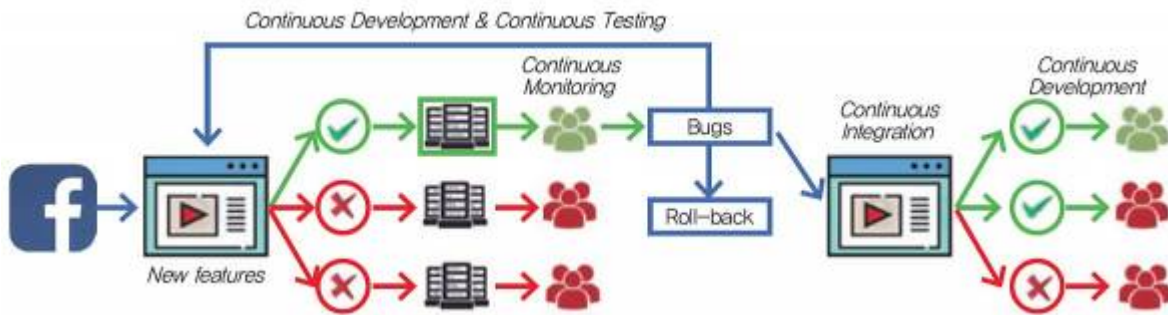 Continuous Development & Continuous Testing
Continuous
Monitoring
Continuous
Development
Continuous
Integration
Bugs
Roll-back
New features